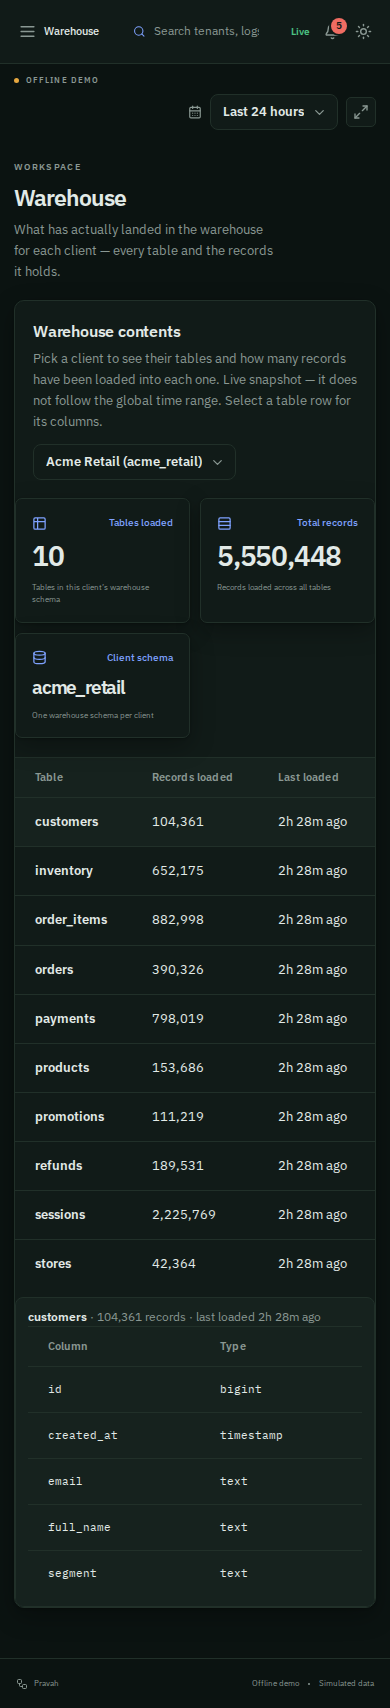 Warehouse
Search tenants, logs
Live
5
OFFLINE DEMO
Last 24 hours
WORKSPACE
Warehouse
What has actually landed in the warehouse
for each client — every table and the records
it holds.
Warehouse contents
Pick a client to see their tables and how many records
have been loaded into each one. Live snapshot — it does
not follow the global time range. Select a table row for
its columns.
Acme Retail (acme_retail)
Tables loaded
10
Tables in this client's warehouse
schema
Total records
5,550,448
Records loaded across all tables
Client schema
acme_retail
One warehouse schema per client
Table Records loaded Last loaded
customers 104,361 2h 28m ago
inventory 652,175 2h 28m ago
order_items 882,998 2h 28m ago
orders 390,326 2h 28m ago
payments 798,019 2h 28m ago
products 153,686 2h 28m ago
promotions 111,219 2h 28m ago
refunds 189,531 2h 28m ago
sessions 2,225,769 2h 28m ago
stores 42,364 2h 28m ago
customers · 104,361 records · last loaded 2h 28m ago
Column Type
id bigint
created_at timestamp
email text
full_name text
segment text
Pravah
Offline demo • Simulated data